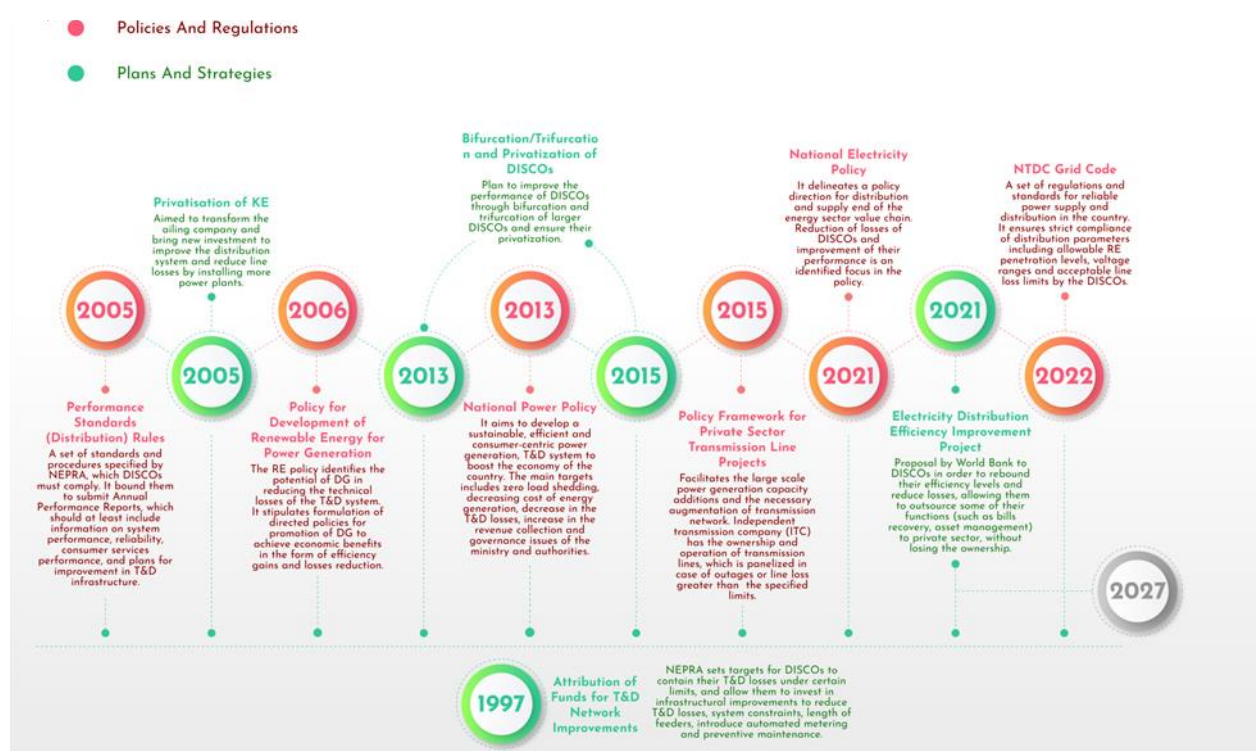 Policies And Regulations
Plans And Strategies
Bifurcation/Trifurcatio
n and Privatization of
DISCOs
Plan to improve the
performance of DISCOs
through bifurcation and
trifurcation of larger
DISCOs and ensure their
privatization.
National Electricity
Policy
It delineates a policy
direction for distribution
and supply end of the
energy sector value chain.
Reduction of losses of
DISCOs and
improvement of their
performance is an
identified focus in the
policy.
NTDC Grid Code
A set of regulations and
standards for reliable
power supply and
distribution in the country.
It ensures strict compliance
of distribution parameters
including allowable RE
penetration levels, voltage
ranges and acceptable line
loss limits by the DISCOs.
Privatisation of KE
Aimed to transform the
ailing company and
bring new investment to
improve the distribution
system and reduce line
losses by installing more
power plants.
2005
2005
2006
2013
2013
2015
2015
2021
2021
2022
Performance
Standards
(Distribution) Rules
A set of standards and
procedures specified by
NEPRA, which DISCOs
must comply. It bound them
to submit Annual
Performance Reports, which
should at least include
information on system
performance, reliability,
consumer services
performance, and plans for
improvement in T&D
infrastructure.
Policy for
Development of
Renewable Energy for
Power Generation
The RE policy identifies the
potential of DG in
reducing the technical
losses of the T&D system.
It stipulates formulation of
directed policies for
promotion of DG to
achieve economic benefits
in the form of efficiency
gains and losses reduction.
National Power Policy
It aims to develop a
sustainable, efficient and
consumer-centric power
generation, T&D system to
boost the economy of the
country. The main targets
includes zero load shedding,
decreasing cost of energy
generation, decrease in the
T&D losses, increase in the
revenue collection and
governance issues of the
ministry and authorities.
Policy Framework for
Private Sector
Transmission Line
Projects
Facilitates the large scale
power generation capacity
additions and the necessary
augmentation of transmission
network. Independent
transmission company (ITC)
has the ownership and
operation of transmission
lines, which is panelized in
case of outages or line loss
greater than the specified
limits.
Electricity Distribution
Efficiency Improvement
Project
Proposal by World Bank to
DISCOs in order to rebound
their efficiency levels and
reduce losses, allowing them
to outsource some of their
functions (such as bills
recovery, asset management)
to private sector, without
losing the ownership.
2027
1997
Attribution of
Funds for T&D
Network
Improvements
NEPRA sets targets for DISCOs to
contain their T&D losses under certain
limits, and allow them to invest in
infrastructural improvements to reduce
T&D losses, system constraints, length of
feeders, introduce automated metering
and preventive maintenance.